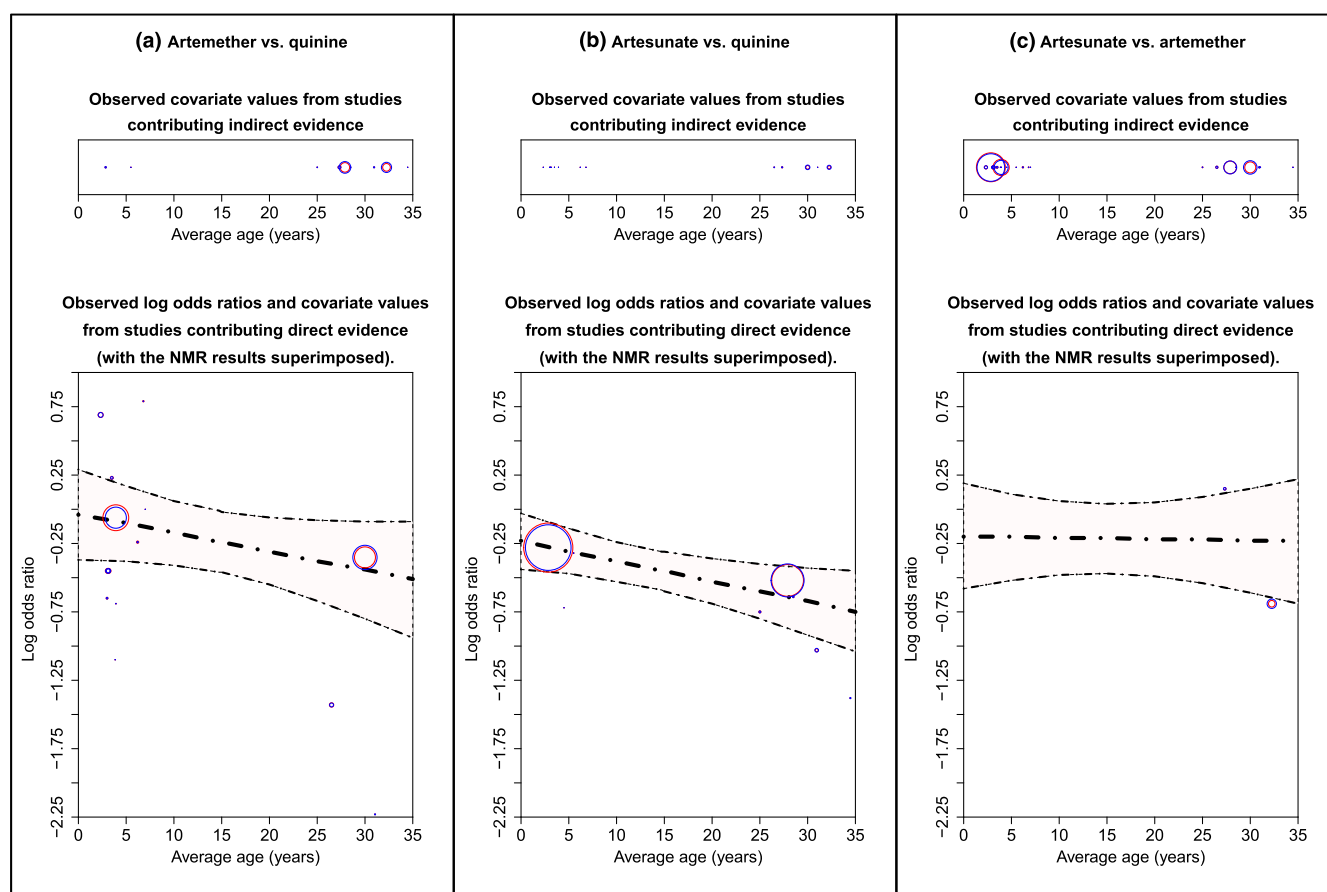 (a) Artemether vs. quinine
Observed covariate values from studies
contributing indirect evidence
0 5 10 15 20 25 30 35
Average age (years)
Observed log odds ratios and covariate values
from studies contributing direct evidence
(with the NMR results superimposed).
Log odds ratio
0.75
0.25
−0.25
−0.75
−1.25
−1.75
−2.25
0 5 10 15 20 25 30 35
Average age (years)
(b) Artesunate vs. quinine
Observed covariate values from studies
contributing indirect evidence
0 5 10 15 20 25 30 35
Average age (years)
Observed log odds ratios and covariate values
from studies contributing direct evidence
(with the NMR results superimposed).
Log odds ratio
0.75
0.25
−0.25
−0.75
−1.25
−1.75
−2.25
0 5 10 15 20 25 30 35
Average age (years)
(c) Artesunate vs. artemether
Observed covariate values from studies
contributing indirect evidence
0 5 10 15 20 25 30 35
Average age (years)
Observed log odds ratios and covariate values
from studies contributing direct evidence
(with the NMR results superimposed).
Log odds ratio
0.75
0.25
−0.25
−0.75
−1.25
−1.75
−2.25
0 5 10 15 20 25 30 35
Average age (years)